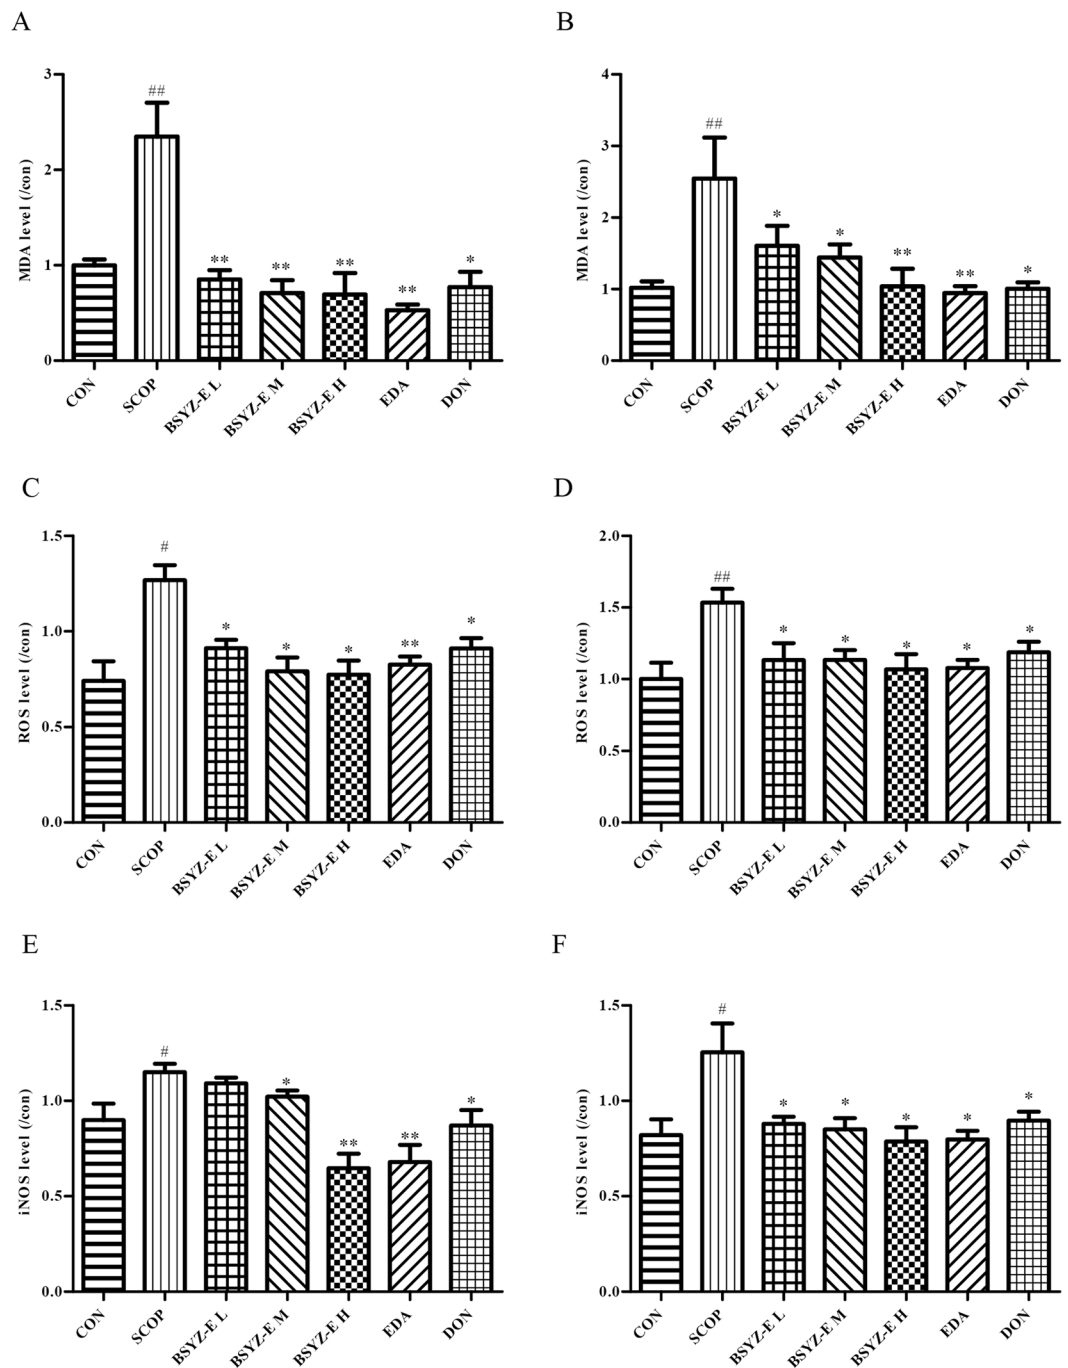 A
MDA level (/con)
3
2
1
0
##
**
**
**
**
*
CON
SCOP
BSYZ-E L
BSYZ-E M
BSYZ-E H
EDA
DON
B
MDA level (/con)
4
3
2
1
0
##
*
*
**
**
*
CON
SCOP
BSYZ-E L
BSYZ-E M
BSYZ-E H
EDA
DON
C
ROS level (/con)
1.5
1.0
0.5
0.0
#
*
*
*
**
*
CON
SCOP
BSYZ-E L
BSYZ-E M
BSYZ-E H
EDA
DON
D
ROS level (/con)
2.0
1.5
1.0
0.5
0.0
##
*
*
*
*
*
CON
SCOP
BSYZ-E L
BSYZ-E M
BSYZ-E H
EDA
DON
E
iNOS level (/con)
1.5
1.0
0.5
0.0
#
*
**
**
*
CON
SCOP
BSYZ-E L
BSYZ-E M
BSYZ-E H
EDA
DON
F
iNOS level (/con)
1.5
1.0
0.5
0.0
#
*
*
*
*
*
CON
SCOP
BSYZ-E L
BSYZ-E M
BSYZ-E H
EDA
DON